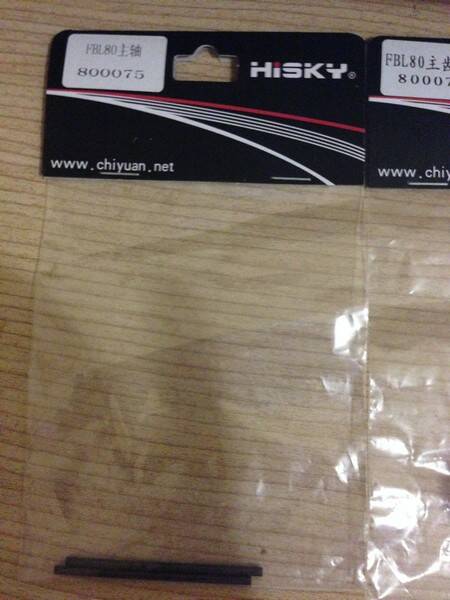 FBL80主轴
800075
HiSKY®
www.chiyuan.net
FBL80主齿
80007
www.chiy